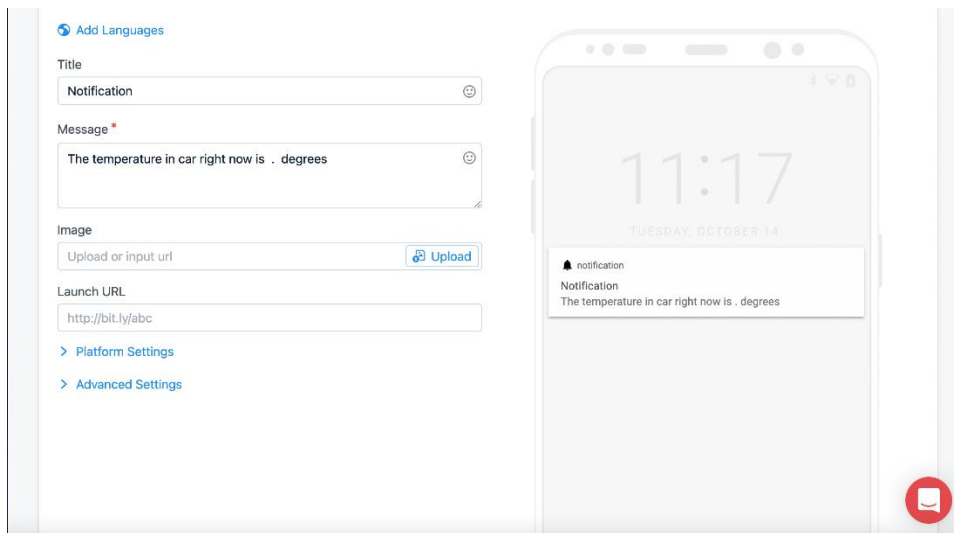 Add Languages
Title
Notification
Message *
The temperature in car right now is . degrees
Image
Upload or input url
Upload
Launch URL
http://bit.ly/abc
Platform Settings
Advanced Settings
11:17
TUESDAY, OCTOBER 14
notification
Notification
The temperature in car right now is . degrees